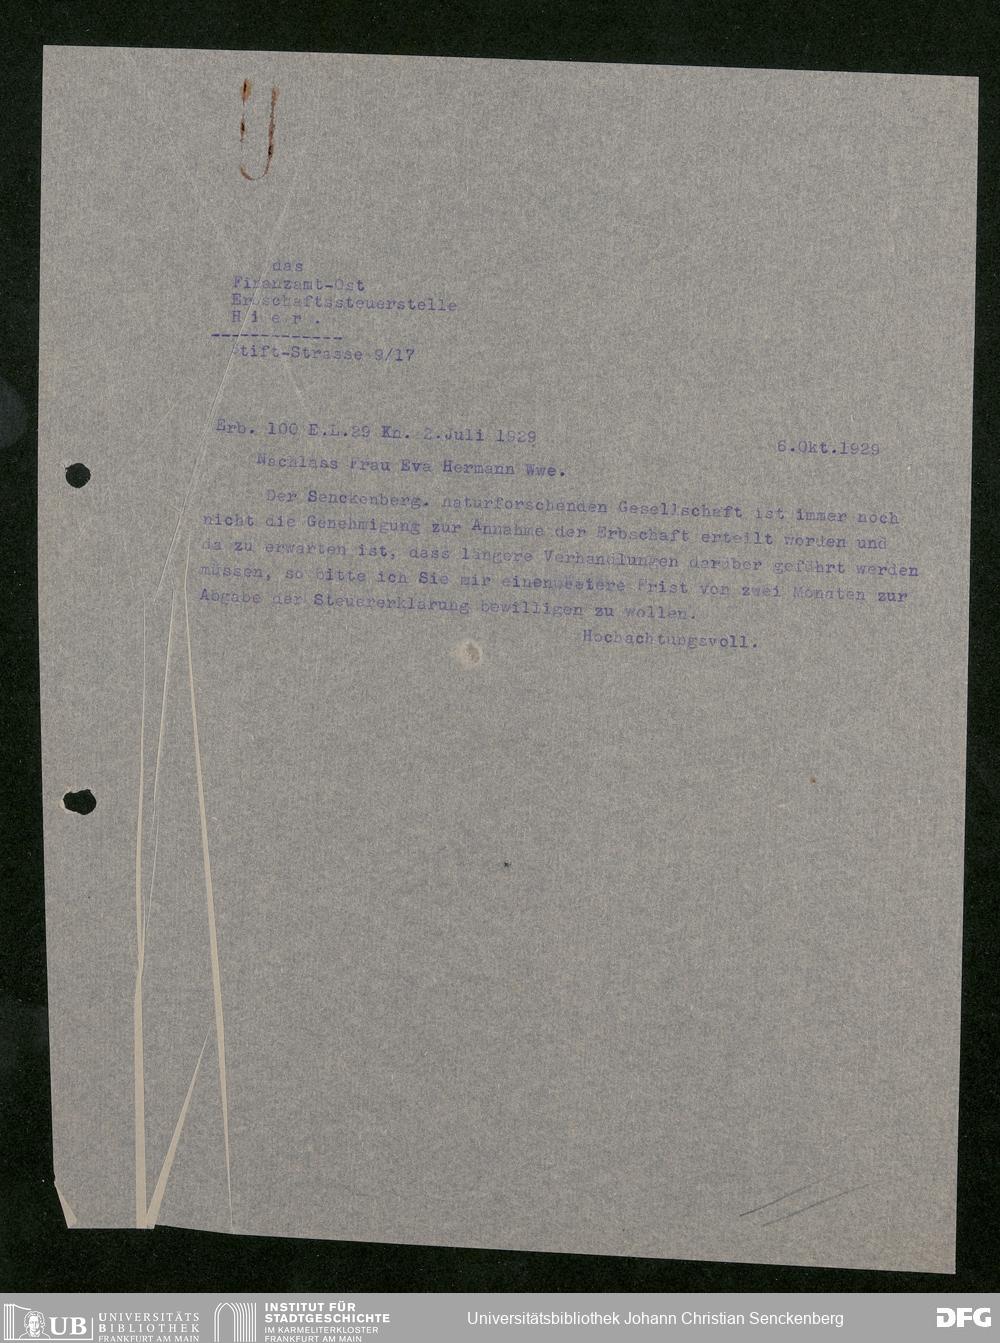 das
Finanzamt-Ost
Erbschaftssteuerstelle
H i e r .
-------------
Stift-Strasse 9/17
Erb. 100 E.L.29 Kn. 2.Juli 1929
6.Okt.1929
Nachlass Frau Eva Hermann Wwe.
Der Senckenberg. naturforschenden Gesellschaft ist immer noch
nicht die Genehmigung zur Annahme der Erbschaft erteilt worden und
da zu erwarten ist, dass längere Verhandlungen darüber geführt werden
müssen, so bitte ich Sie mir eine weitere Frist von zwei Monaten zur
Abgabe der Steuererklärung bewilligen zu wollen.
Hochachtungsvoll.
UB UNIVERSITÄTS
BIBLIOTHEK
FRANKFURT AM MAIN
INSTITUT FÜR
STADTGESCHICHTE
IM KARMELITERKLOSTER
FRANKFURT AM MAIN
Universitätsbibliothek Johann Christian Senckenberg
DFG